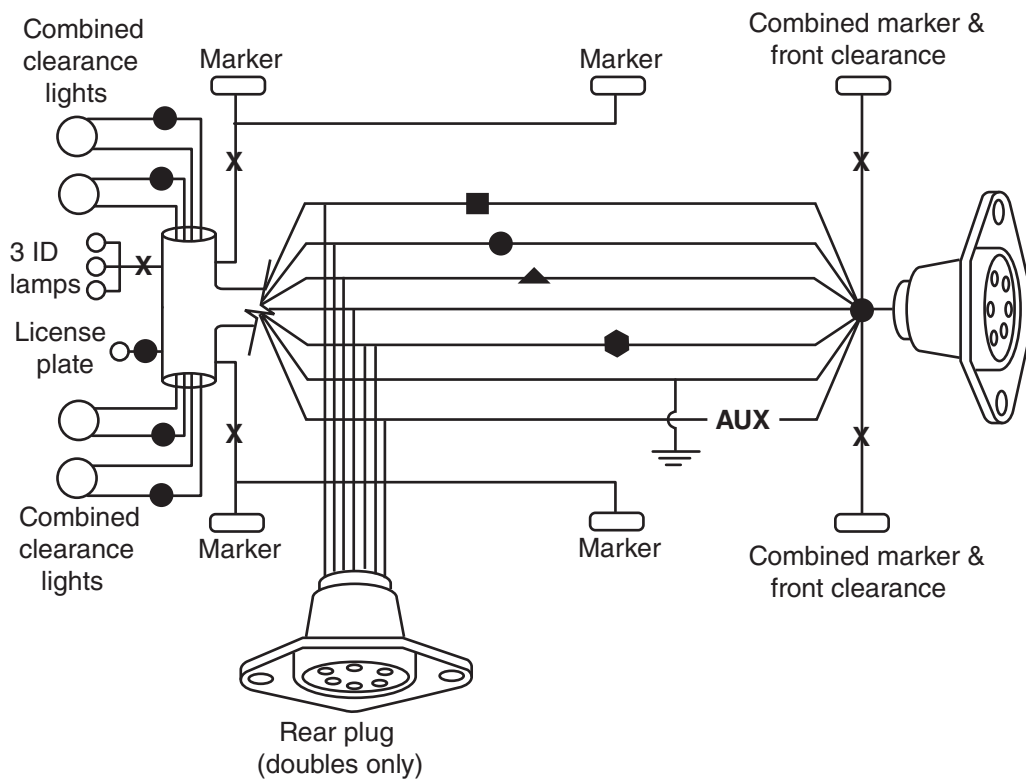 Combined
clearance
lights
Marker
Marker
Combined marker &
front clearance
X
X
3 ID
lamps
X
License
plate
AUX
X
X
Combined
clearance
lights
Marker
Marker
Combined marker &
front clearance
Rear plug
(doubles only)